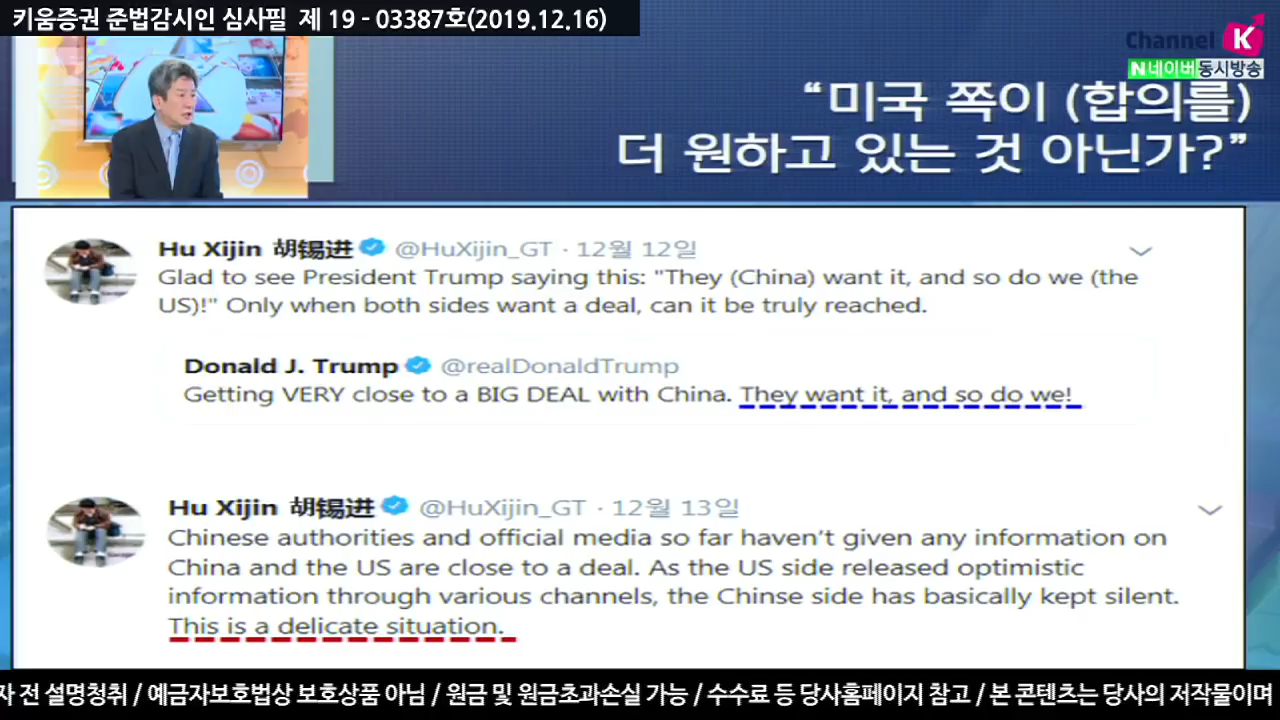 키움증권 준법감시인 심사필 제 19 - 03387호(2019.12.16)
Channel K
N네이버 동시방송
“미국 쪽이 (합의를)
더 원하고 있는 것 아닌가?”
Hu Xijin 胡锡进 @HuXijin_GT · 12월 12일
Glad to see President Trump saying this: "They (China) want it, and so do we (the
US)!" Only when both sides want a deal, can it be truly reached.
Donald J. Trump @realDonaldTrump
Getting VERY close to a BIG DEAL with China. They want it, and so do we!
Hu Xijin 胡锡进 @HuXijin_GT · 12월 13일
Chinese authorities and official media so far haven’t given any information on
China and the US are close to a deal. As the US side released optimistic
information through various channels, the Chinse side has basically kept silent.
This is a delicate situation.
자 전 설명청취 / 예금자보호법상 보호상품 아님 / 원금 및 원금초과손실 가능 / 수수료 등 당사홈페이지 참고 / 본 콘텐츠는 당사의 저작물이며